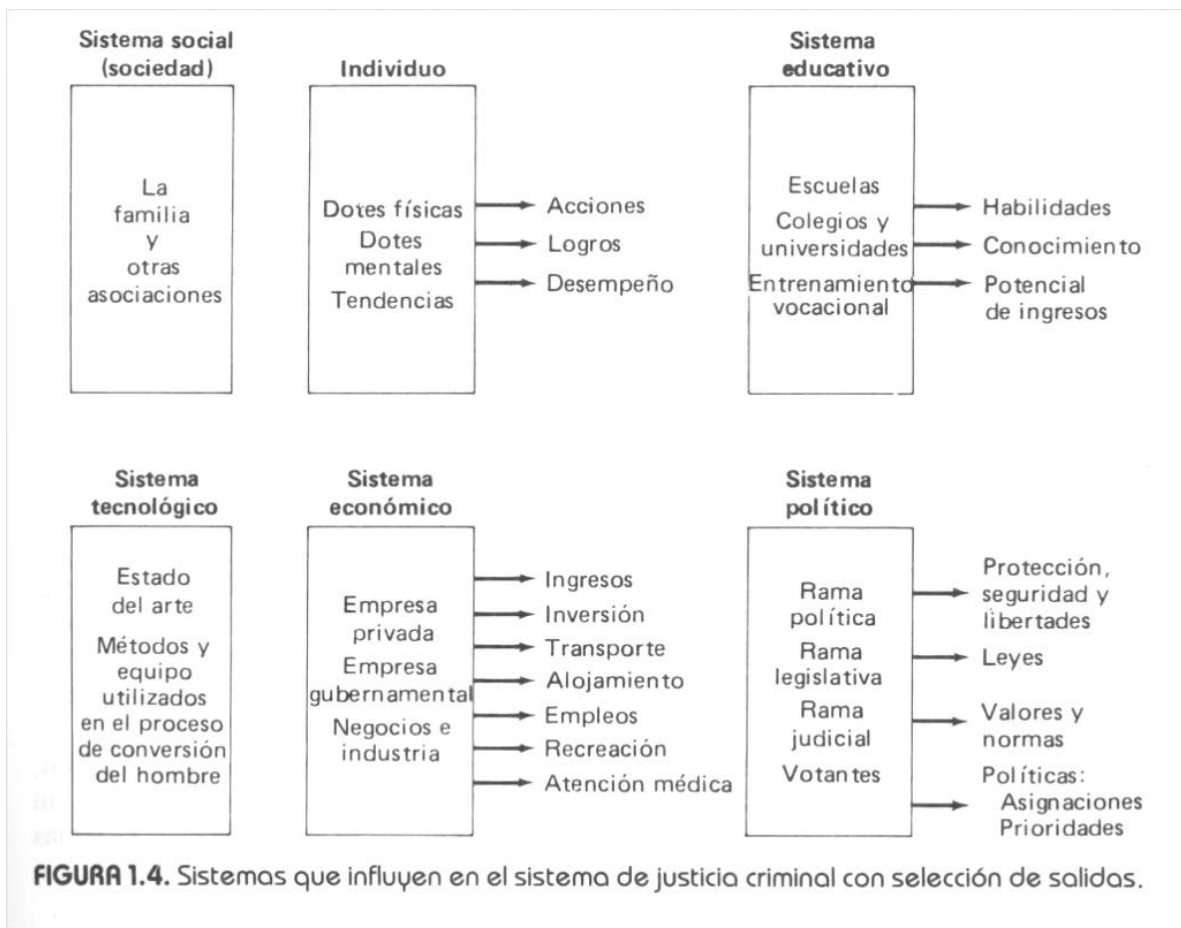 Sistema social
(sociedad)
La
familia
y
otras
asociaciones
Individuo
Dotes físicas
Dotes
mentales
Tendencias
Acciones
Logros
Desempeño
Sistema
educativo
Escuelas
Colegios y
universidades
Entrenamiento
vocacional
Habilidades
Conocimiento
Potencial
de ingresos
Sistema
tecnológico
Estado
del arte
Métodos y
equipo
utilizados
en el proceso
de conversión
del hombre
Sistema
económico
Empresa
privada
Empresa
gubernamental
Negocios e
industria
Ingresos
Inversión
Transporte
Alojamiento
Empleos
Recreación
Atención médica
Sistema
político
Rama
política
Rama
legislativa
Rama
judicial
Votantes
Protección,
seguridad y
libertades
Leyes
Valores y
normas
Políticas:
Asignaciones
Prioridades
FIGURA 1.4. Sistemas que influyen en el sistema de justicia criminal con selección de salidas.